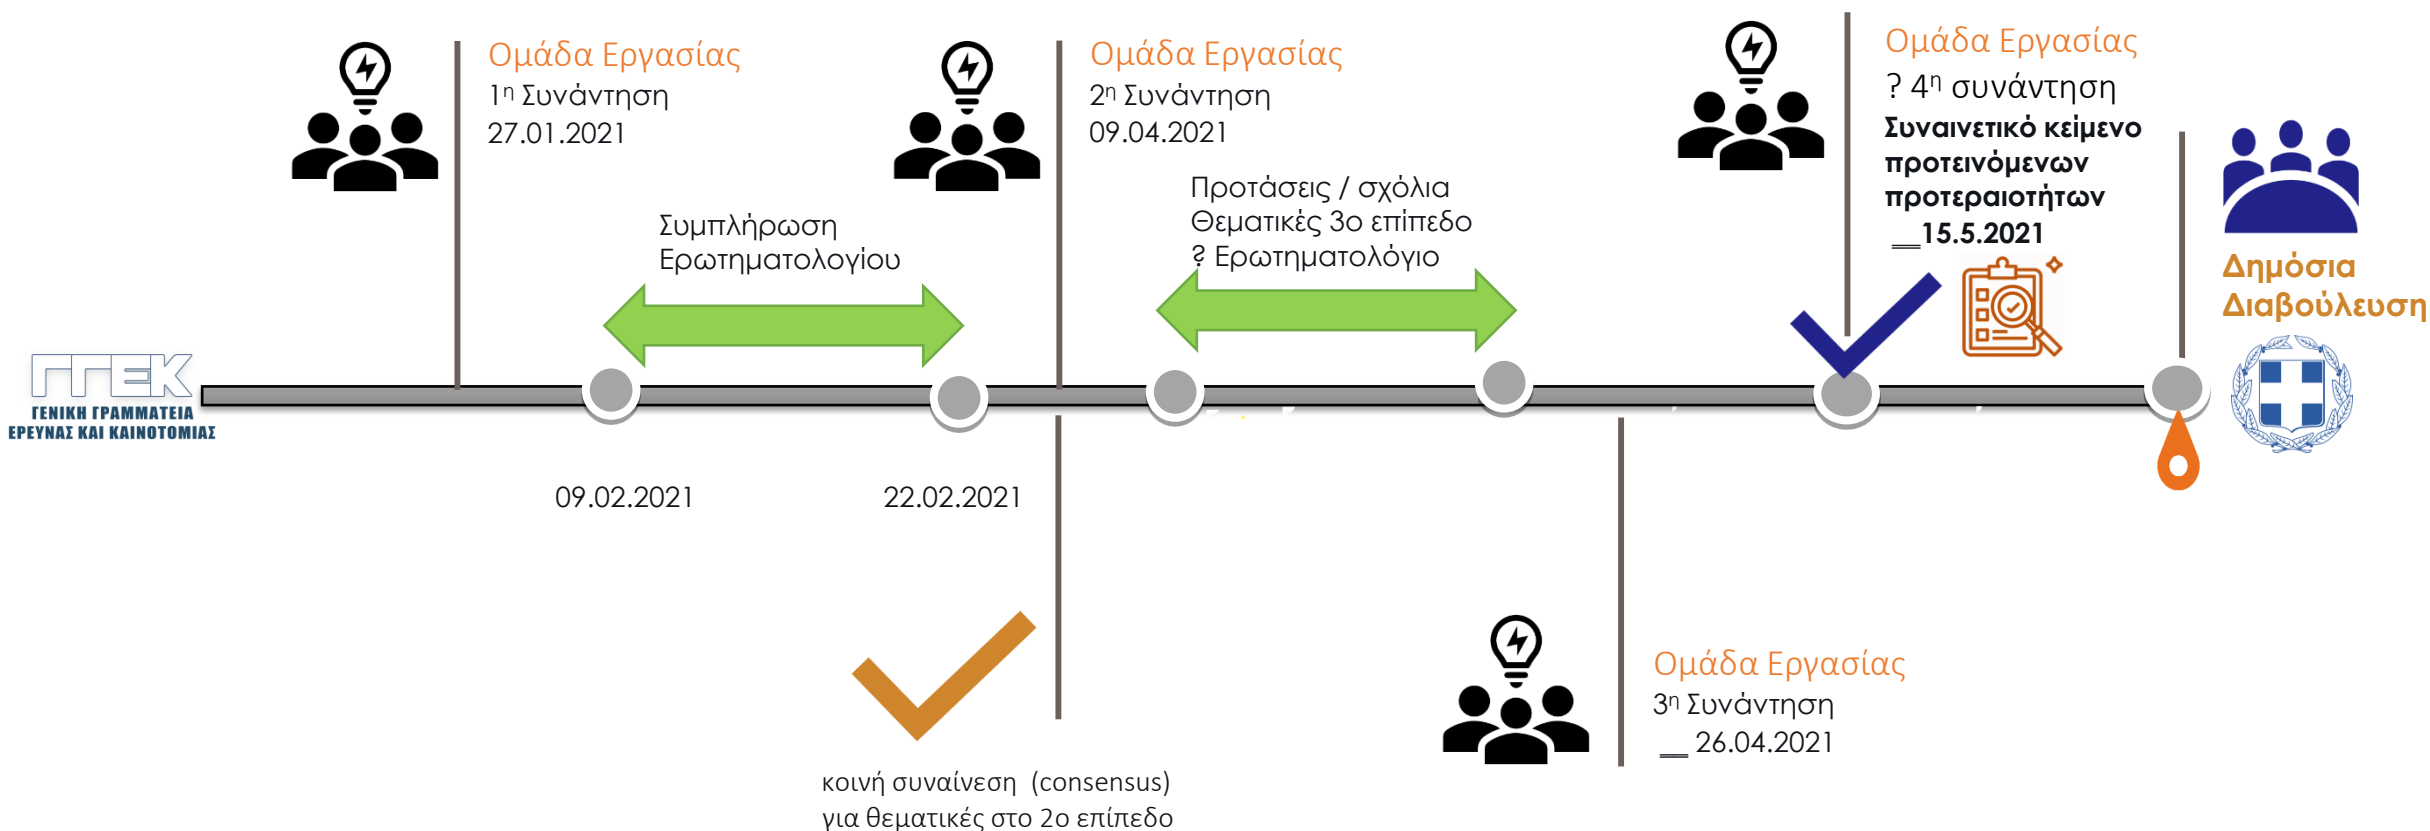 Ομάδα Εργασίας
1η Συνάντηση
27.01.2021
Ομάδα Εργασίας
2η Συνάντηση
09.04.2021
Ομάδα Εργασίας
? 4η συνάντηση
Συναινετικό κείμενο
προτεινόμενων
προτεραιοτήτων
__15.5.2021
Συμπλήρωση
Ερωτηματολογίου
Προτάσεις / σχόλια
Θεματικές 3ο επίπεδο
? Ερωτηματολόγιο
Δημόσια
Διαβούλευση
ΓΓΕΚ
ΓΕΝΙΚΗ ΓΡΑΜΜΑΤΕΙΑ
ΕΡΕΥΝΑΣ ΚΑΙ ΚΑΙΝΟΤΟΜΙΑΣ
09.02.2021
22.02.2021
Ομάδα Εργασίας
3η Συνάντηση
__ 26.04.2021
κοινή συναίνεση (consensus)
για θεματικές στο 2ο επίπεδο